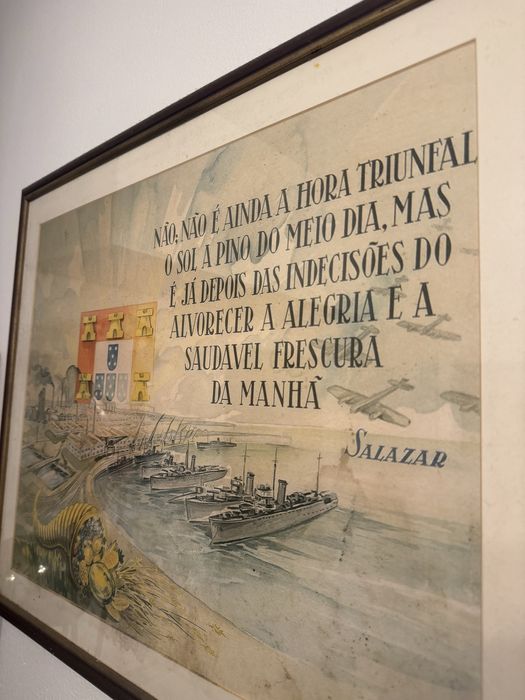 NÃO; NÃO É AINDA A HORA TRIUNFAL
O SOL A PINO DO MEIO DIA, MAS
É JÁ DEPOIS DAS INDECISÕES DO
ALVORECER A ALEGRIA E A
SAUDAVEL FRESCURA
DA MANHÃ
SALAZAR